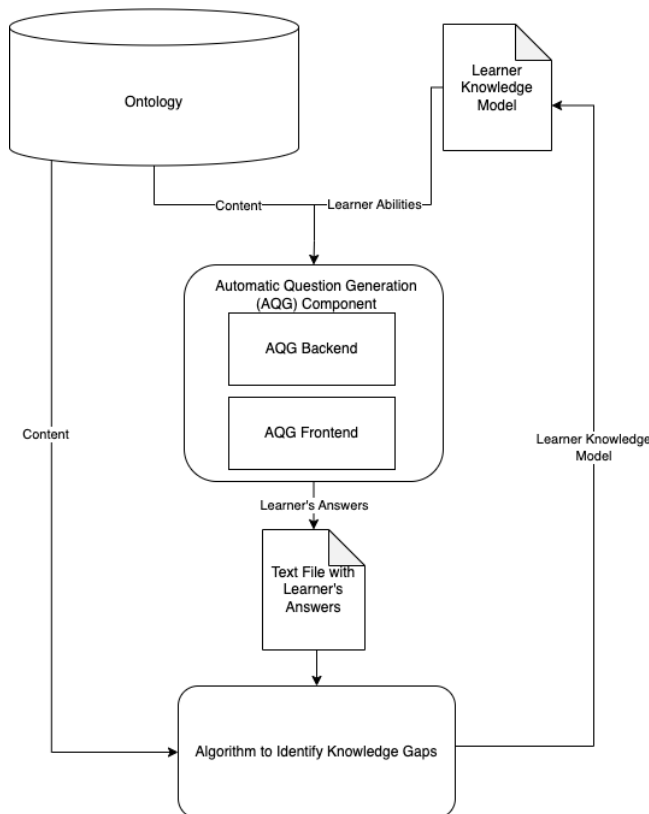 Ontology
Learner
Knowledge
Model
Content
Learner Abilities
Automatic Question Generation
(AQG) Component
AQG Backend
AQG Frontend
Content
Learner Knowledge
Model
Learner's Answers
Text File with
Learner's
Answers
Algorithm to Identify Knowledge Gaps